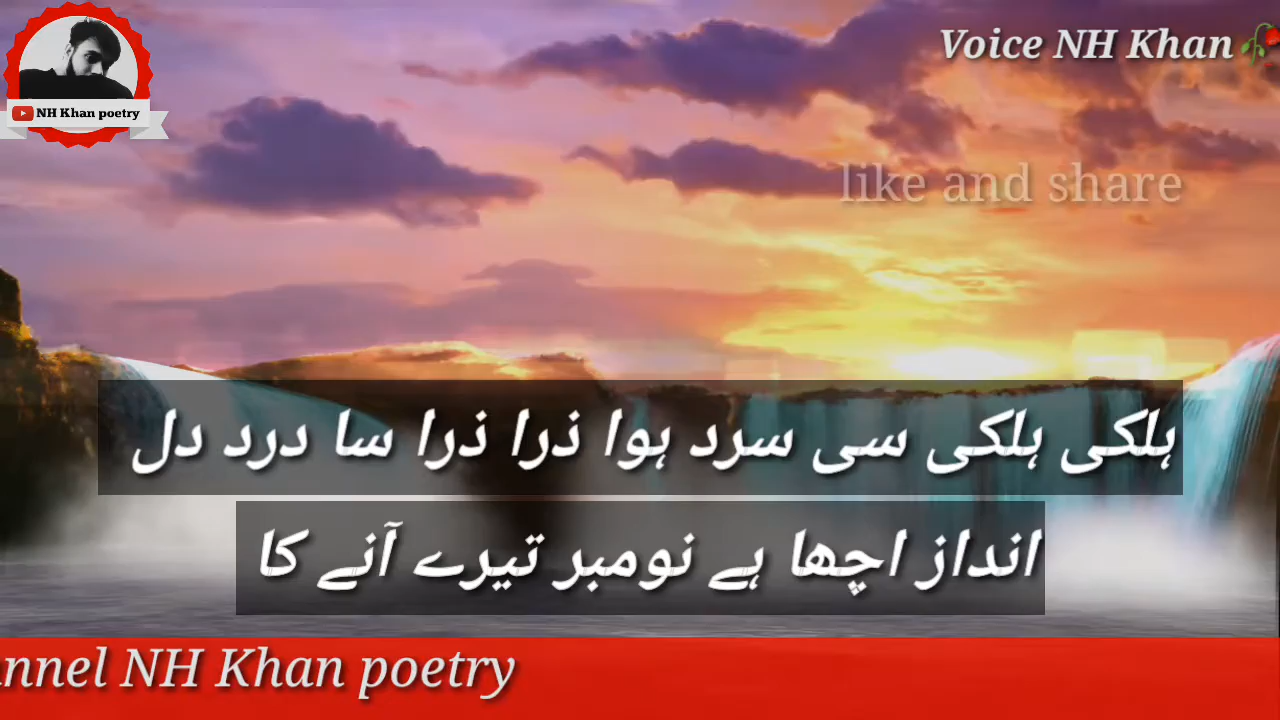 Voice NH Khan
NH Khan poetry
like and share
ہلکی ہلکی سی سرد ہوا ذرا ذرا سا درد دل
انداز اچھا ہے نومبر تیرے آنے کا
nnel NH Khan poetry